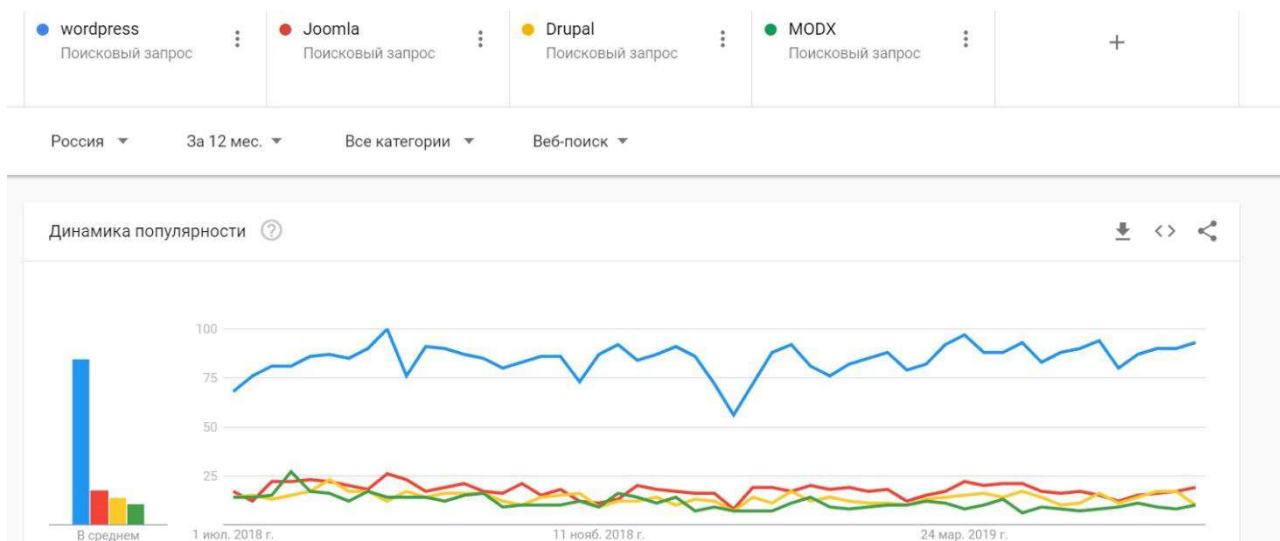 wordpress
Поисковый запрос
Joomla
Поисковый запрос
Drupal
Поисковый запрос
MODX
Поисковый запрос
+
Россия
За 12 мес.
Все категории
Веб-поиск
Динамика популярности ?
100
75
50
25
В среднем
1 июл. 2018 г.
11 нояб. 2018 г.
24 мар. 2019 г.